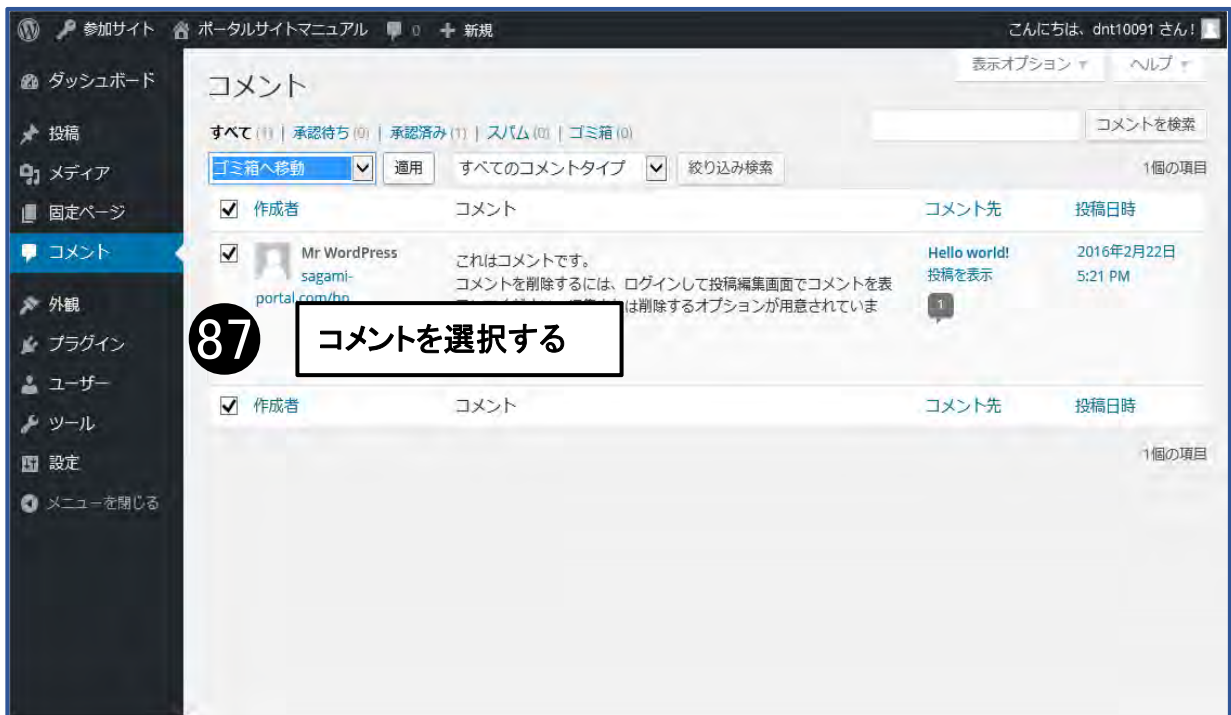 参加サイト ポータルサイトマニュアル 0 新規 こんにちは、dnt10091 さん!
ダッシュボード
投稿
メディア
固定ページ
コメント
外観
プラグイン
ユーザー
ツール
設定
メニューを閉じる
表示オプション ヘルプ
コメント
すべて (1) | 承認待ち (0) | 承認済み (1) | スパム (0) | ゴミ箱 (0)
コメントを検索
ゴミ箱へ移動 適用 すべてのコメントタイプ 絞り込み検索 1個の項目
作成者 コメント コメント先 投稿日時
Mr WordPress
sagami-
portal.com/hp
これはコメントです。
コメントを削除するには、ログインして投稿編集画面でコメントを表
は削除するオプションが用意されていま
Hello world!
投稿を表示
1
2016年2月22日
5:21 PM
87 コメントを選択する
作成者 コメント コメント先 投稿日時
1個の項目